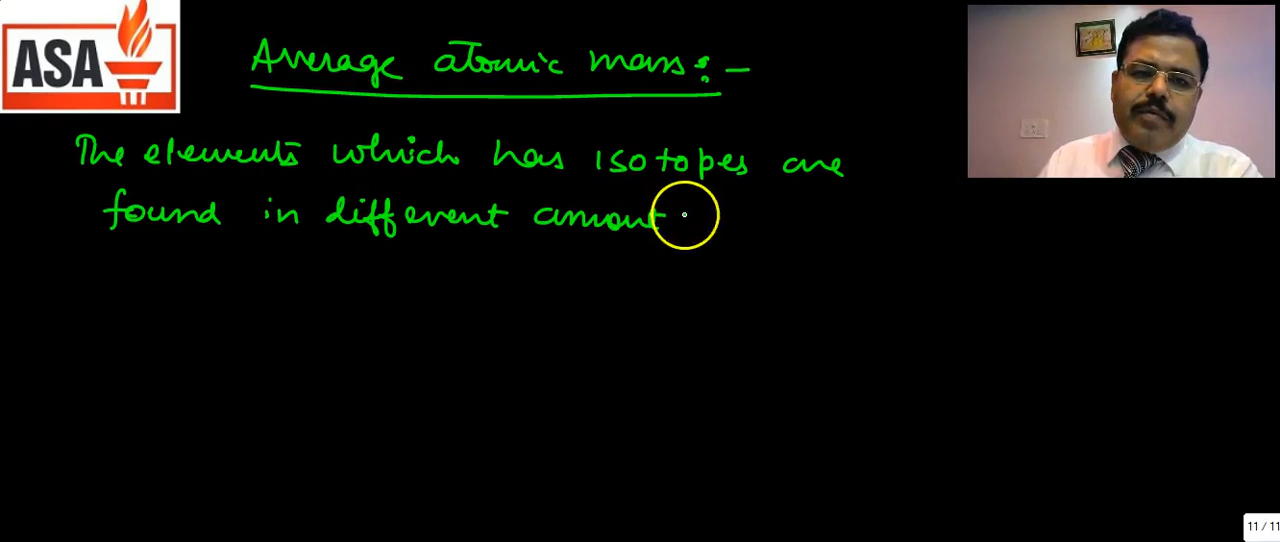 ASA
Average atomic mass:-
The elements which has isotopes are
found in different amount
11 / 11